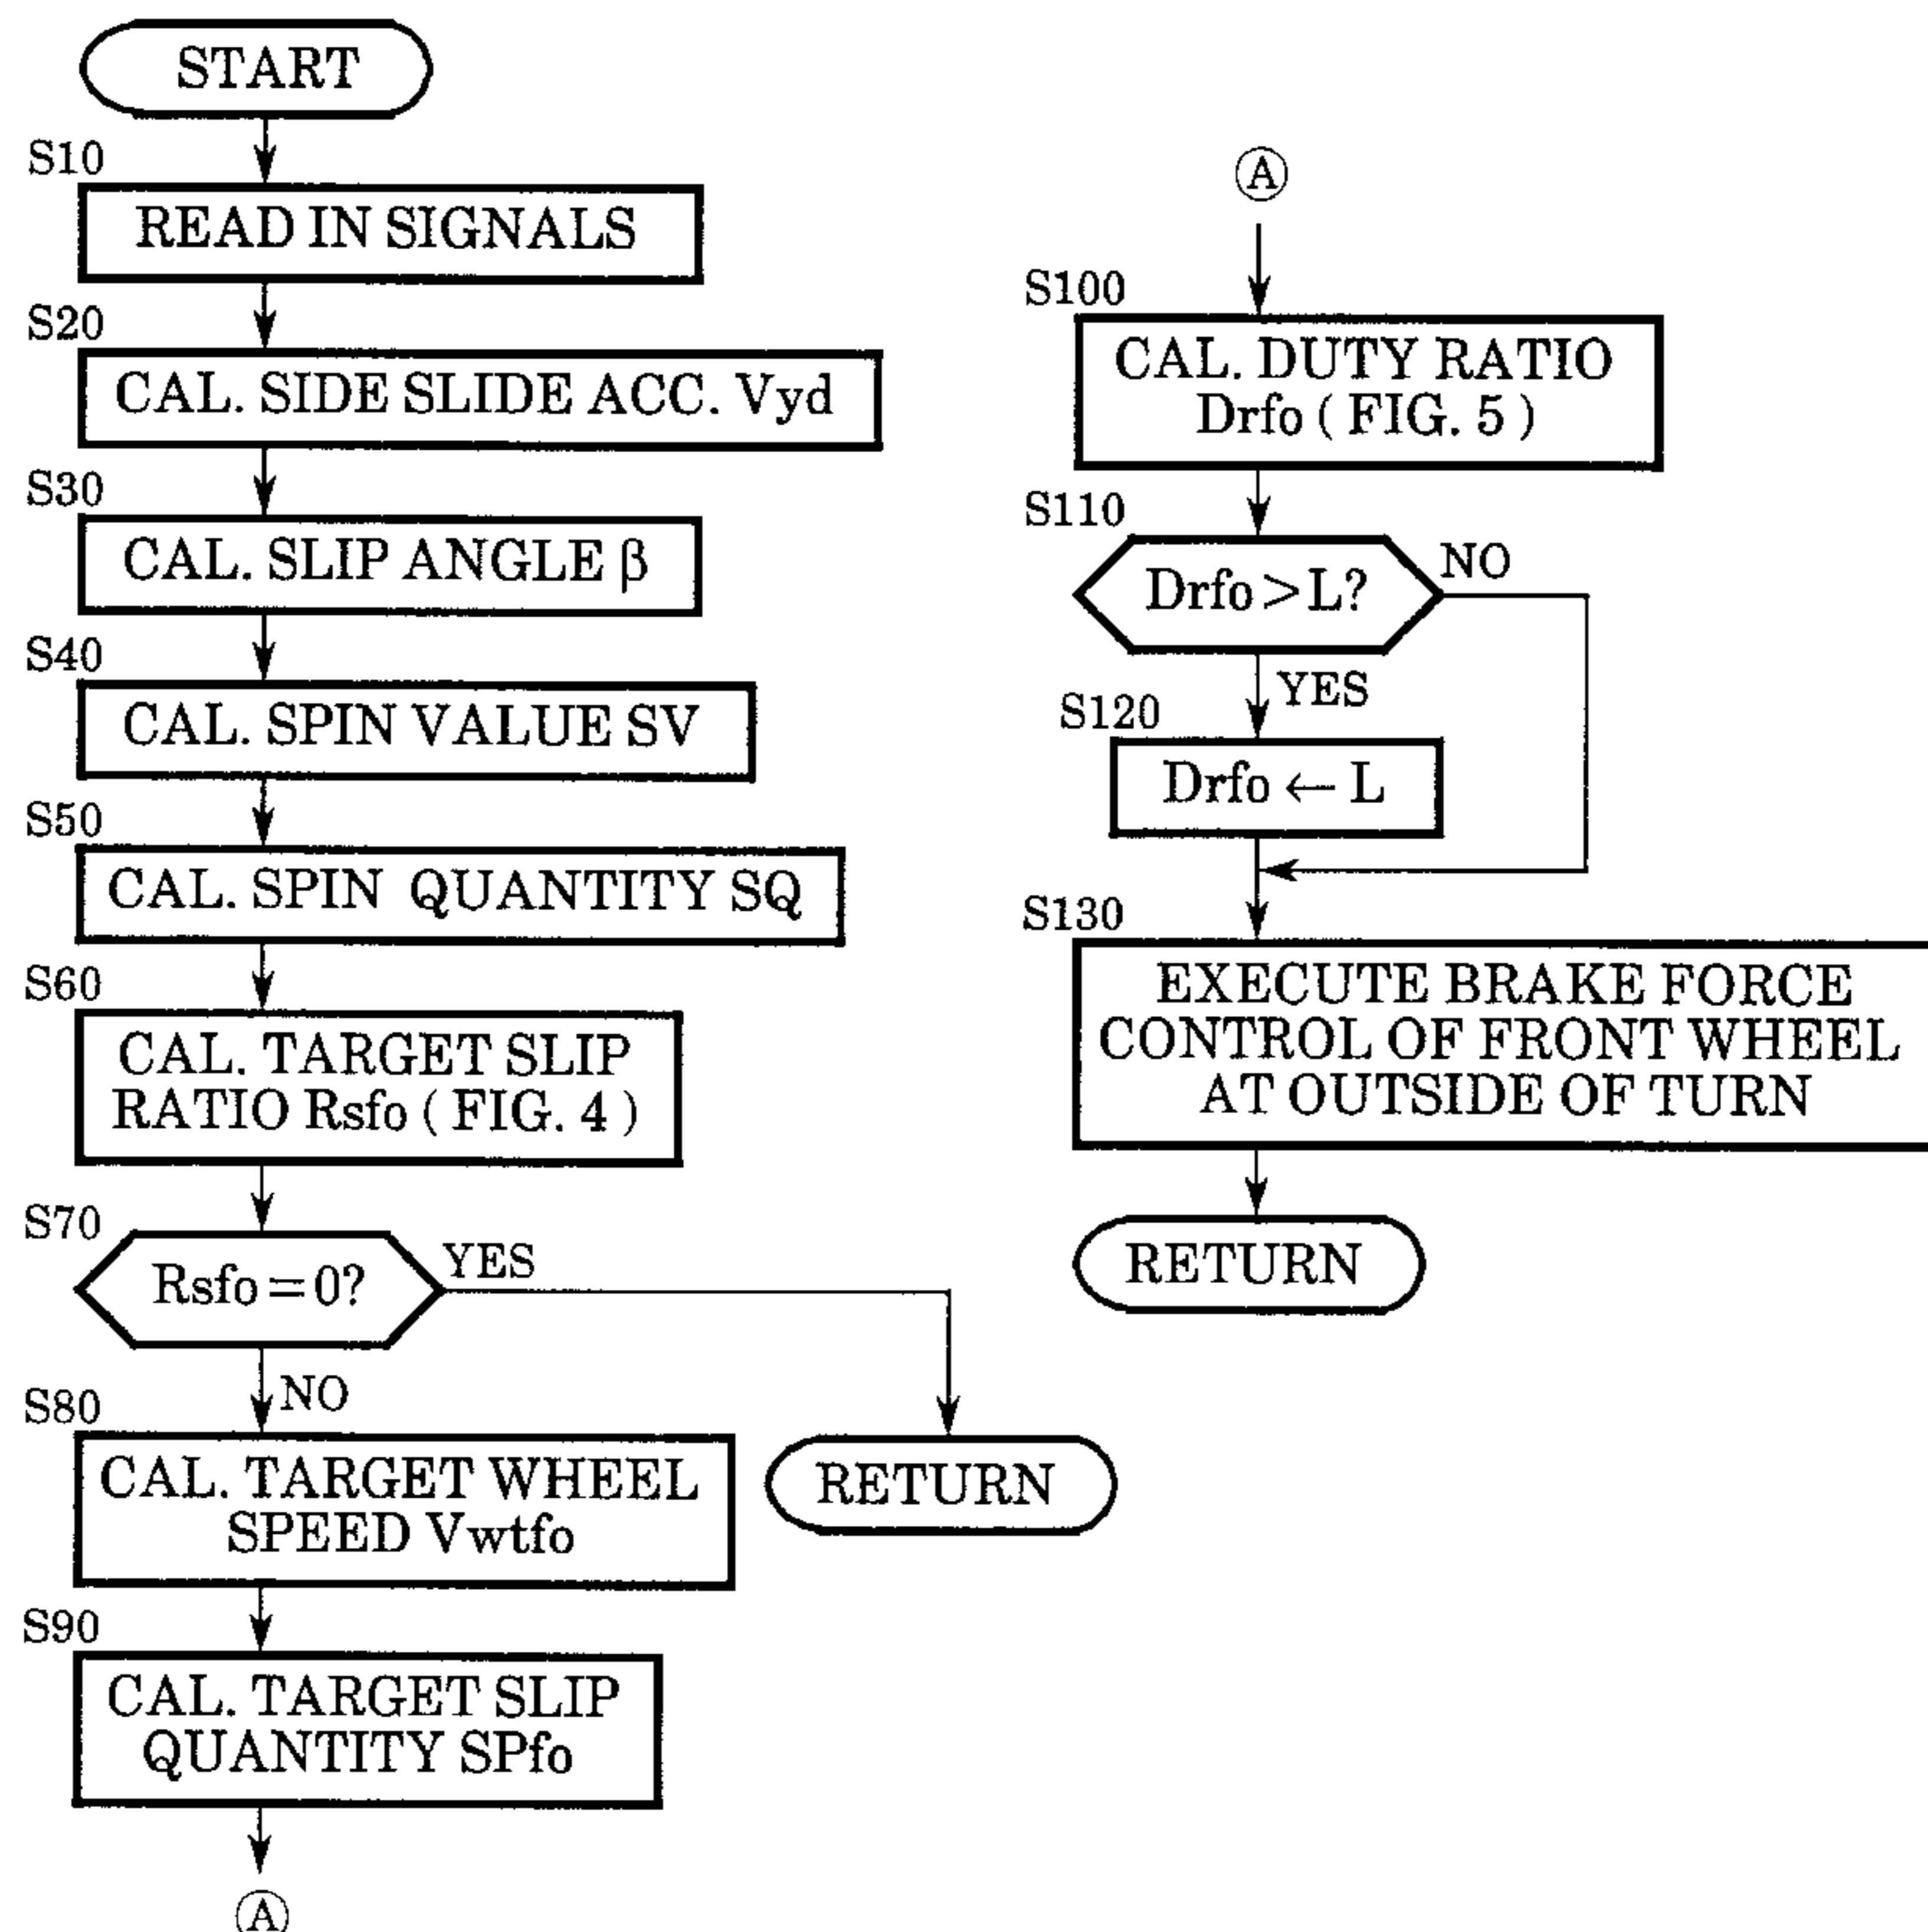 START
S10
READ IN SIGNALS
S20
CAL. SIDE SLIDE ACC. Vyd
S30
CAL. SLIP ANGLE β
S40
CAL. SPIN VALUE SV
S50
CAL. SPIN QUANTITY SQ
S60
CAL. TARGET SLIP
RATIO Rsfo ( FIG. 4 )
S70
Rsfo = 0?
YES
NO
RETURN
S80
CAL. TARGET WHEEL
SPEED Vwtfo
S90
CAL. TARGET SLIP
QUANTITY SPfo
A
A
S100
CAL. DUTY RATIO
Drfo ( FIG. 5 )
S110
Drfo > L?
NO
YES
S120
Drfo ← L
S130
EXECUTE BRAKE FORCE
CONTROL OF FRONT WHEEL
AT OUTSIDE OF TURN
RETURN